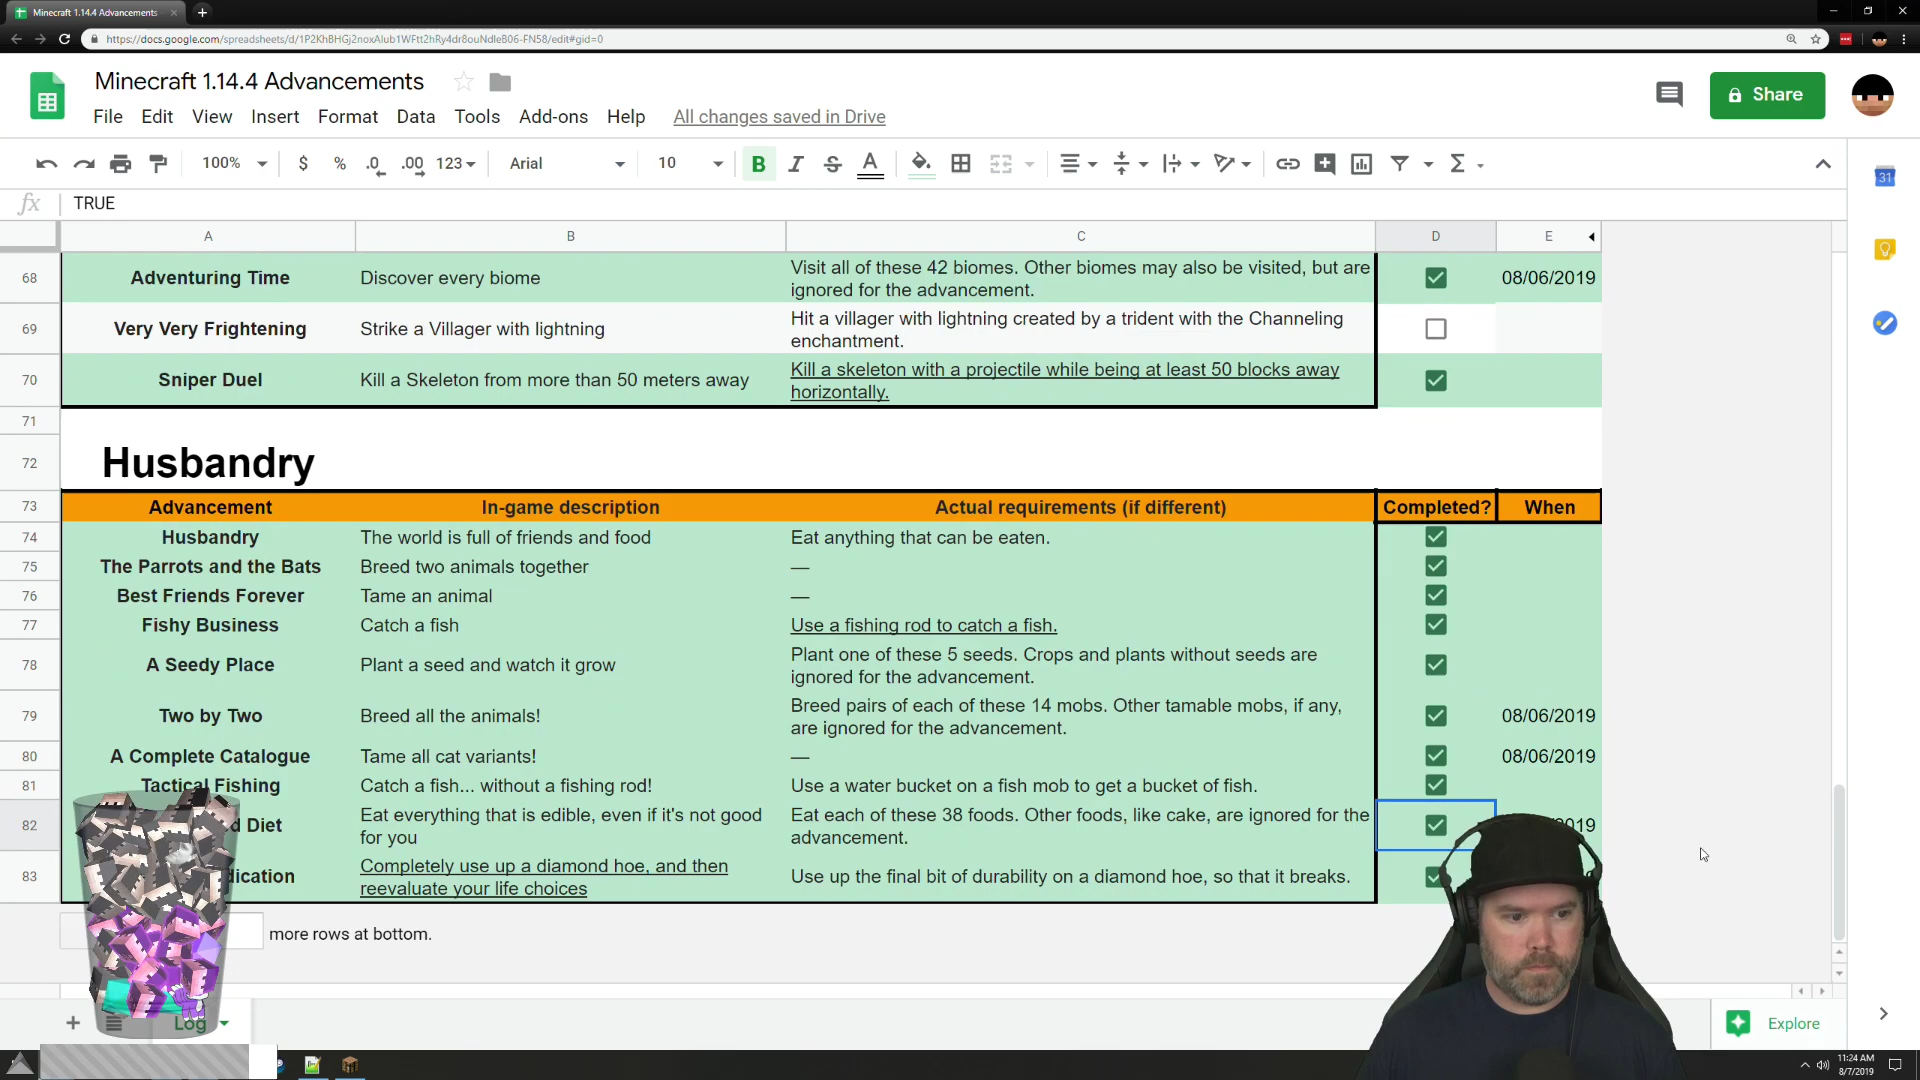 Minecraft 1.14.4 Advancements
https://docs.google.com/spreadsheets/d/1P2KhBHGj2noxAlub1WFtt2hRy4dr8ouNdleB06-FN58/edit#gid=0
Minecraft 1.14.4 Advancements
Share
File Edit View Insert Format Data Tools Add-ons Help All changes saved in Drive
100% $ % .0 .00 123 Arial 10 B I S A Σ
31
fx TRUE
A B C D E
68 Adventuring Time Discover every biome Visit all of these 42 biomes. Other biomes may also be visited, but are 08/06/2019
ignored for the advancement.
69 Very Very Frightening Strike a Villager with lightning Hit a villager with lightning created by a trident with the Channeling
enchantment.
70 Sniper Duel Kill a Skeleton from more than 50 meters away Kill a skeleton with a projectile while being at least 50 blocks away
horizontally.
71
72 Husbandry
73 Advancement In-game description Actual requirements (if different) Completed? When
74 Husbandry The world is full of friends and food Eat anything that can be eaten.
75 The Parrots and the Bats Breed two animals together —
76 Best Friends Forever Tame an animal —
77 Fishy Business Catch a fish Use a fishing rod to catch a fish.
78 A Seedy Place Plant a seed and watch it grow Plant one of these 5 seeds. Crops and plants without seeds are
ignored for the advancement.
79 Two by Two Breed all the animals! Breed pairs of each of these 14 mobs. Other tamable mobs, if any, 08/06/2019
are ignored for the advancement.
80 A Complete Catalogue Tame all cat variants! — 08/06/2019
81 Tactical Fishing Catch a fish... without a fishing rod! Use a water bucket on a fish mob to get a bucket of fish.
82 d Diet Eat everything that is edible, even if it's not good Eat each of these 38 foods. Other foods, like cake, are ignored for the 019
for you advancement.
83 dication Completely use up a diamond hoe, and then Use up the final bit of durability on a diamond hoe, so that it breaks.
reevaluate your life choices
more rows at bottom.
Log
Explore
11:24 AM
8/7/2019